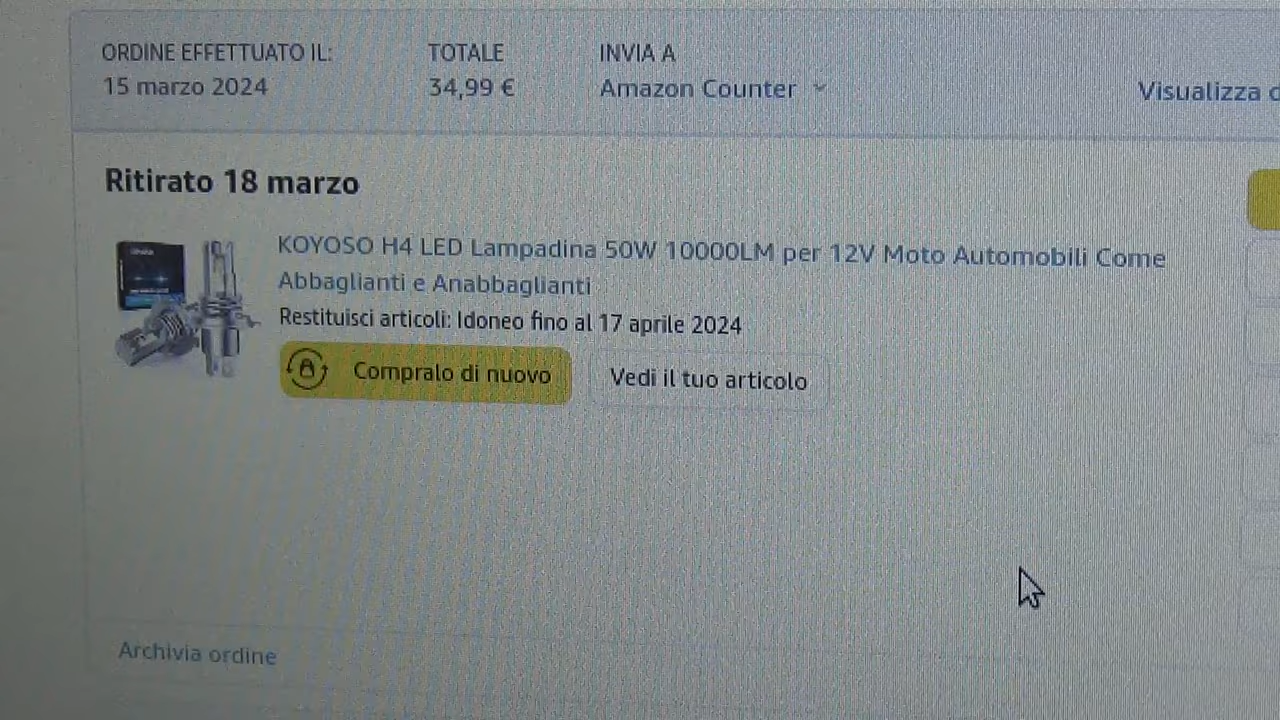 ORDINE EFFETTUATO IL:
TOTALE
INVIA A
15 marzo 2024
34,99 €
Amazon Counter
Visualizza
Ritirato 18 marzo
KOYOSO H4 LED Lampadina 50W 10000LM per 12V Moto Automobili Come
Abbaglianti e Anabbaglianti
Restituisci articoli: Idoneo fino al 17 aprile 2024
Compralo di nuovo
Vedi il tuo articolo
Archivia ordine